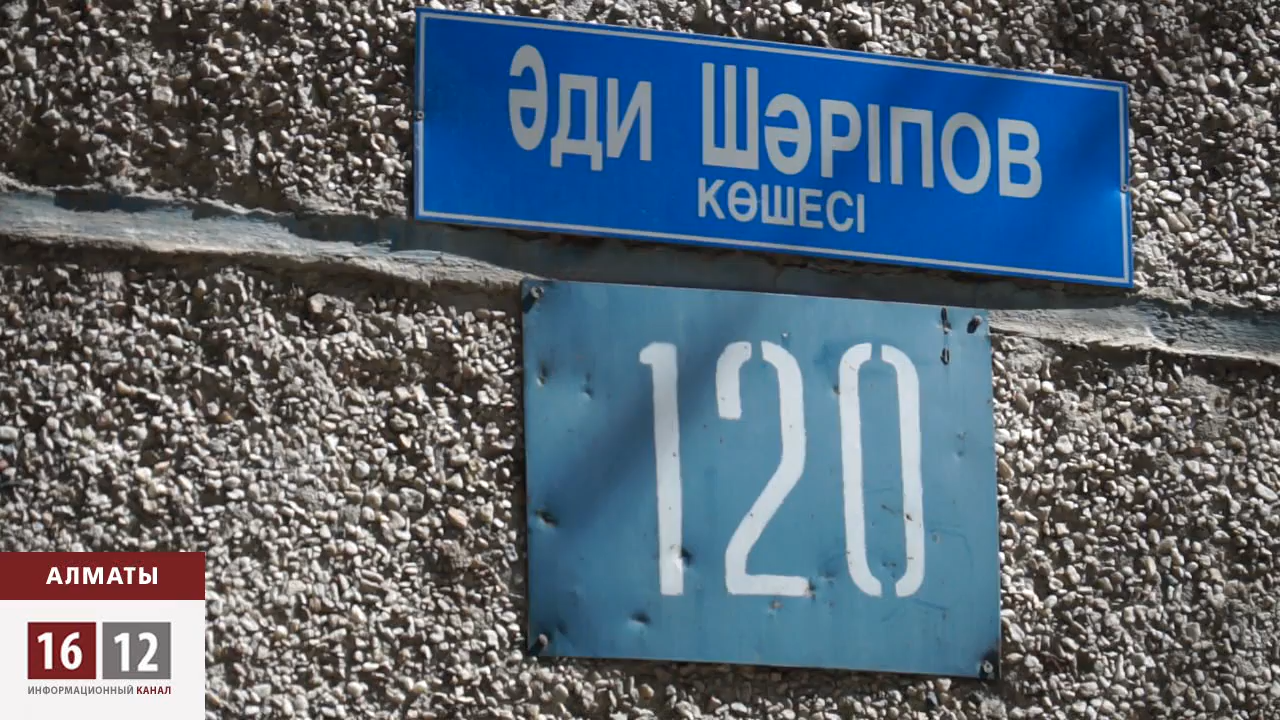 Әди Шәріпов
көшесі
120
АЛМАТЫ
16 12
ИНФОРМАЦИОННЫЙ КАНАЛ